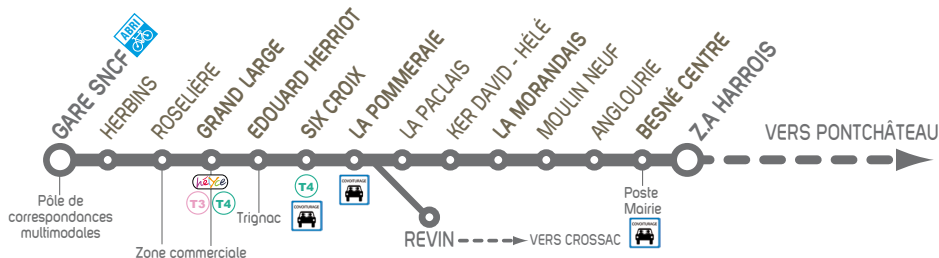 ABRI
GARE SNCF
HERBINS
ROSELIÈRE
GRAND LARGE
EDOUARD HERRIOT
SIX CROIX
LA POMMERAIE
LA PACLAIS
KER DAVID - HÉLÉ
LA MORANDAIS
MOULIN NEUF
ANGLOURIE
BESNÉ CENTRE
Z.A HARROIS
VERS PONTCHÂTEAU
Pôle de
correspondances
multimodales
hélYce
T3 T4
Zone commerciale
Trignac
T4
COVOITURAGE
COVOITURAGE
REVIN
VERS CROSSAC
Poste
Mairie
COVOITURAGE